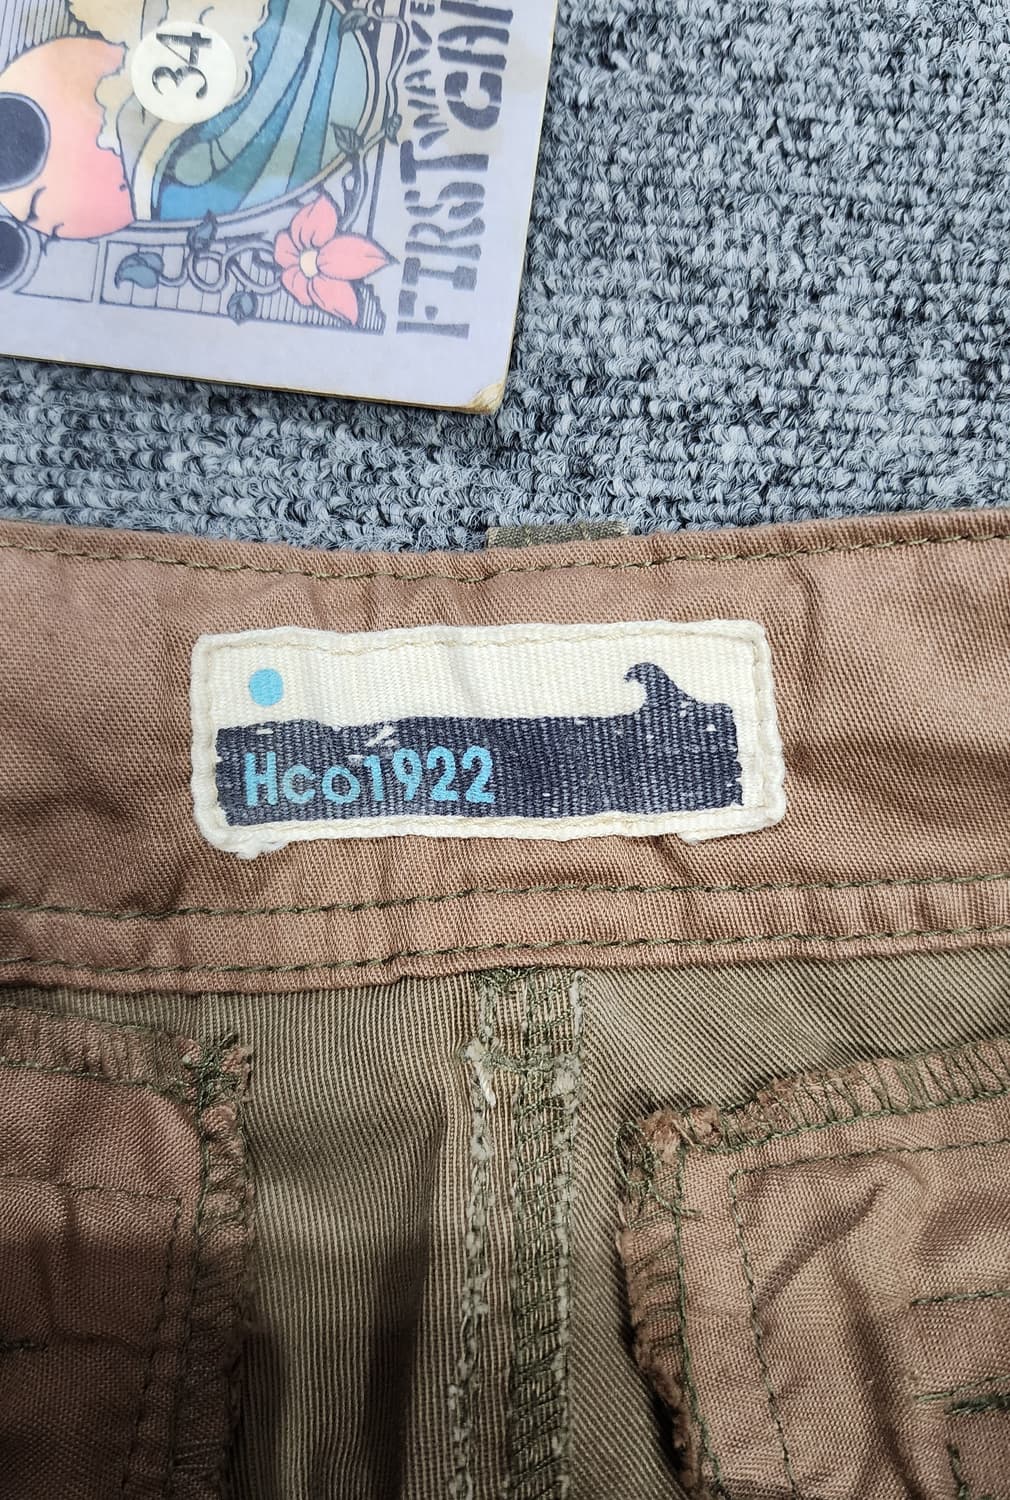 34
FIRST WAVE
Hco1922